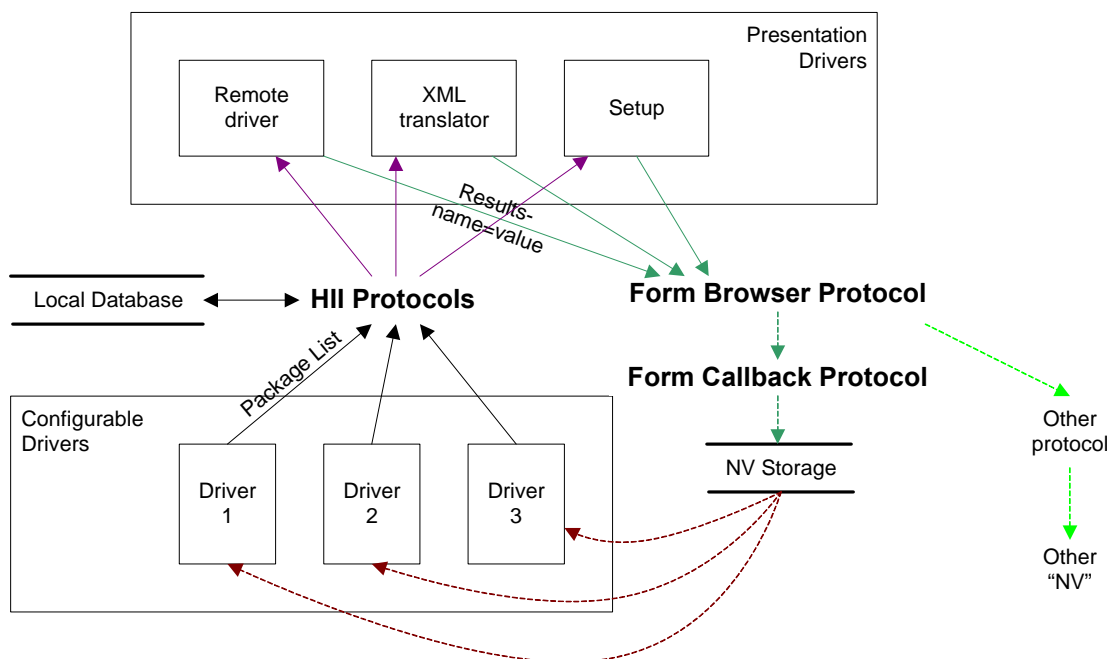 Presentation
Drivers
Remote
driver
XML
translator
Setup
Results-
name=value
Local Database
HII Protocols
Form Browser Protocol
Package List
Form Callback Protocol
Configurable
Drivers
Other
protocol
NV Storage
Driver
1
Driver
2
Driver
3
Other
“NV”